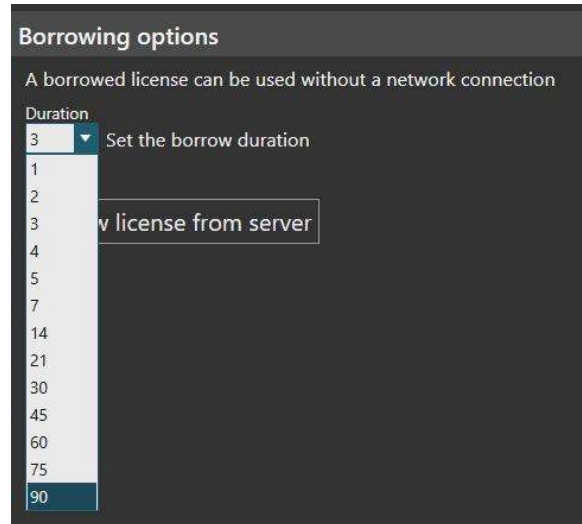 Borrowing options
A borrowed license can be used without a network connection
Duration
3 Set the borrow duration
1
2
3 license from server
4
5
7
14
21
30
45
60
75
90